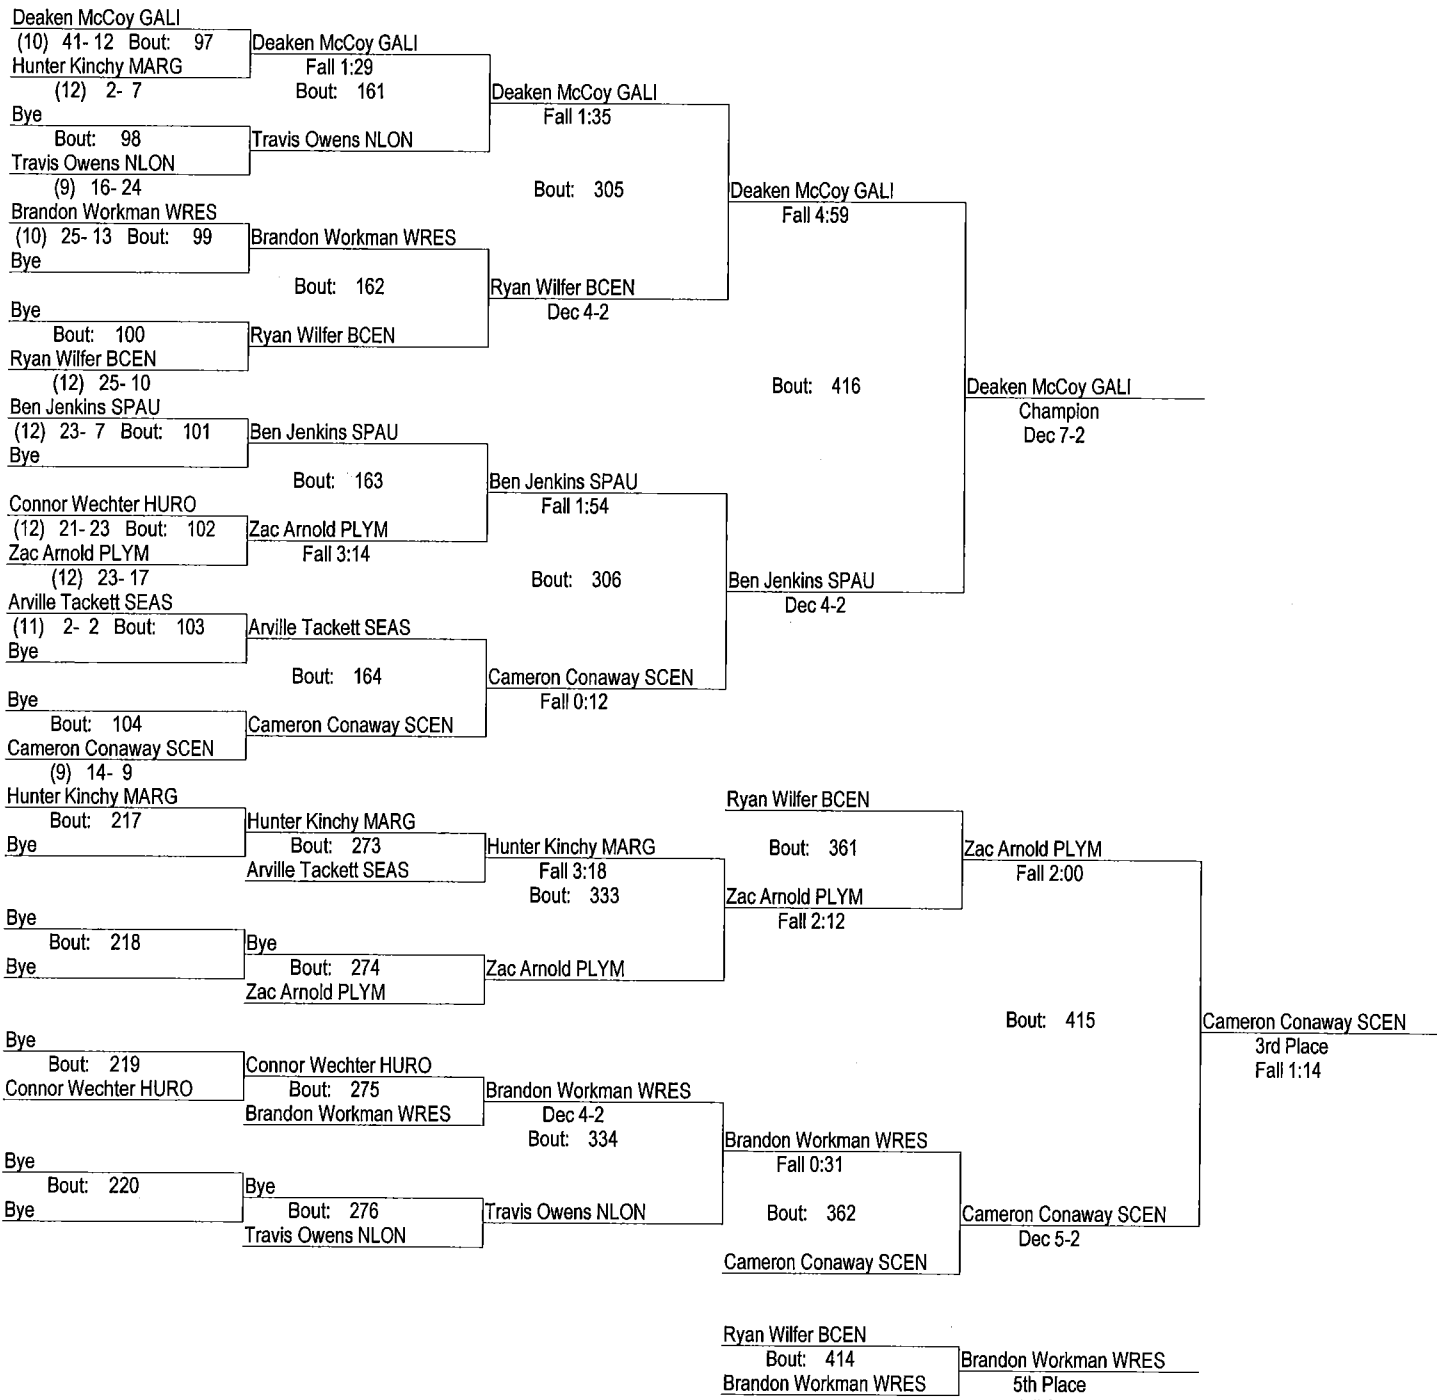 Deaken McCoy GALI
(10) 41- 12 Bout: 97
Hunter Kinchy MARG
(12) 2- 7
Bye
Bout: 98
Travis Owens NLON
(9) 16- 24
Brandon Workman WRES
(10) 25- 13 Bout: 99
Bye
Bye
Bout: 100
Ryan Wilfer BCEN
(12) 25- 10
Ben Jenkins SPAU
(12) 23- 7 Bout: 101
Bye
Connor Wechter HURO
(12) 21- 23 Bout: 102
Zac Arnold PLYM
(12) 23- 17
Arville Tackett SEAS
(11) 2- 2 Bout: 103
Bye
Bye
Bout: 104
Cameron Conaway SCEN
(9) 14- 9
Deaken McCoy GALI
Fall 1:29
Bout: 161
Travis Owens NLON
Brandon Workman WRES
Bout: 162
Ryan Wilfer BCEN
Ben Jenkins SPAU
Bout: 163
Zac Arnold PLYM
Fall 3:14
Arville Tackett SEAS
Bout: 164
Cameron Conaway SCEN
Deaken McCoy GALI
Fall 1:35
Bout: 305
Ryan Wilfer BCEN
Dec 4-2
Ben Jenkins SPAU
Fall 1:54
Bout: 306
Cameron Conaway SCEN
Fall 0:12
Deaken McCoy GALI
Fall 4:59
Bout: 416
Ben Jenkins SPAU
Dec 4-2
Deaken McCoy GALI
Champion
Dec 7-2
Hunter Kinchy MARG
Bout: 217
Bye
Bye
Bout: 218
Bye
Bye
Bout: 219
Connor Wechter HURO
Bye
Bout: 220
Bye
Hunter Kinchy MARG
Bout: 273
Arville Tackett SEAS
Bye
Bout: 274
Zac Arnold PLYM
Connor Wechter HURO
Bout: 275
Brandon Workman WRES
Bye
Bout: 276
Travis Owens NLON
Hunter Kinchy MARG
Fall 3:18
Bout: 333
Zac Arnold PLYM
Brandon Workman WRES
Dec 4-2
Bout: 334
Travis Owens NLON
Ryan Wilfer BCEN
Bout: 361
Zac Arnold PLYM
Fall 2:12
Brandon Workman WRES
Fall 0:31
Bout: 362
Cameron Conaway SCEN
Zac Arnold PLYM
Fall 2:00
Bout: 415
Cameron Conaway SCEN
Dec 5-2
Cameron Conaway SCEN
3rd Place
Fall 1:14
Ryan Wilfer BCEN
Bout: 414
Brandon Workman WRES
Brandon Workman WRES
5th Place